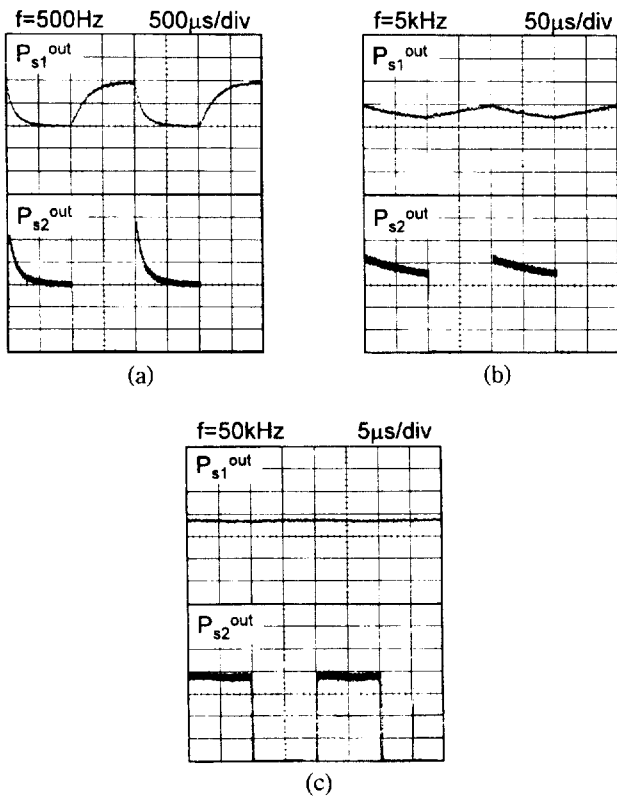 f=500Hz 500μs/div
P_s1^out
P_s2^out
(a)
f=5kHz 50μs/div
P_s1^out
P_s2^out
(b)
f=50kHz 5μs/div
P_s1^out
P_s2^out
(c)